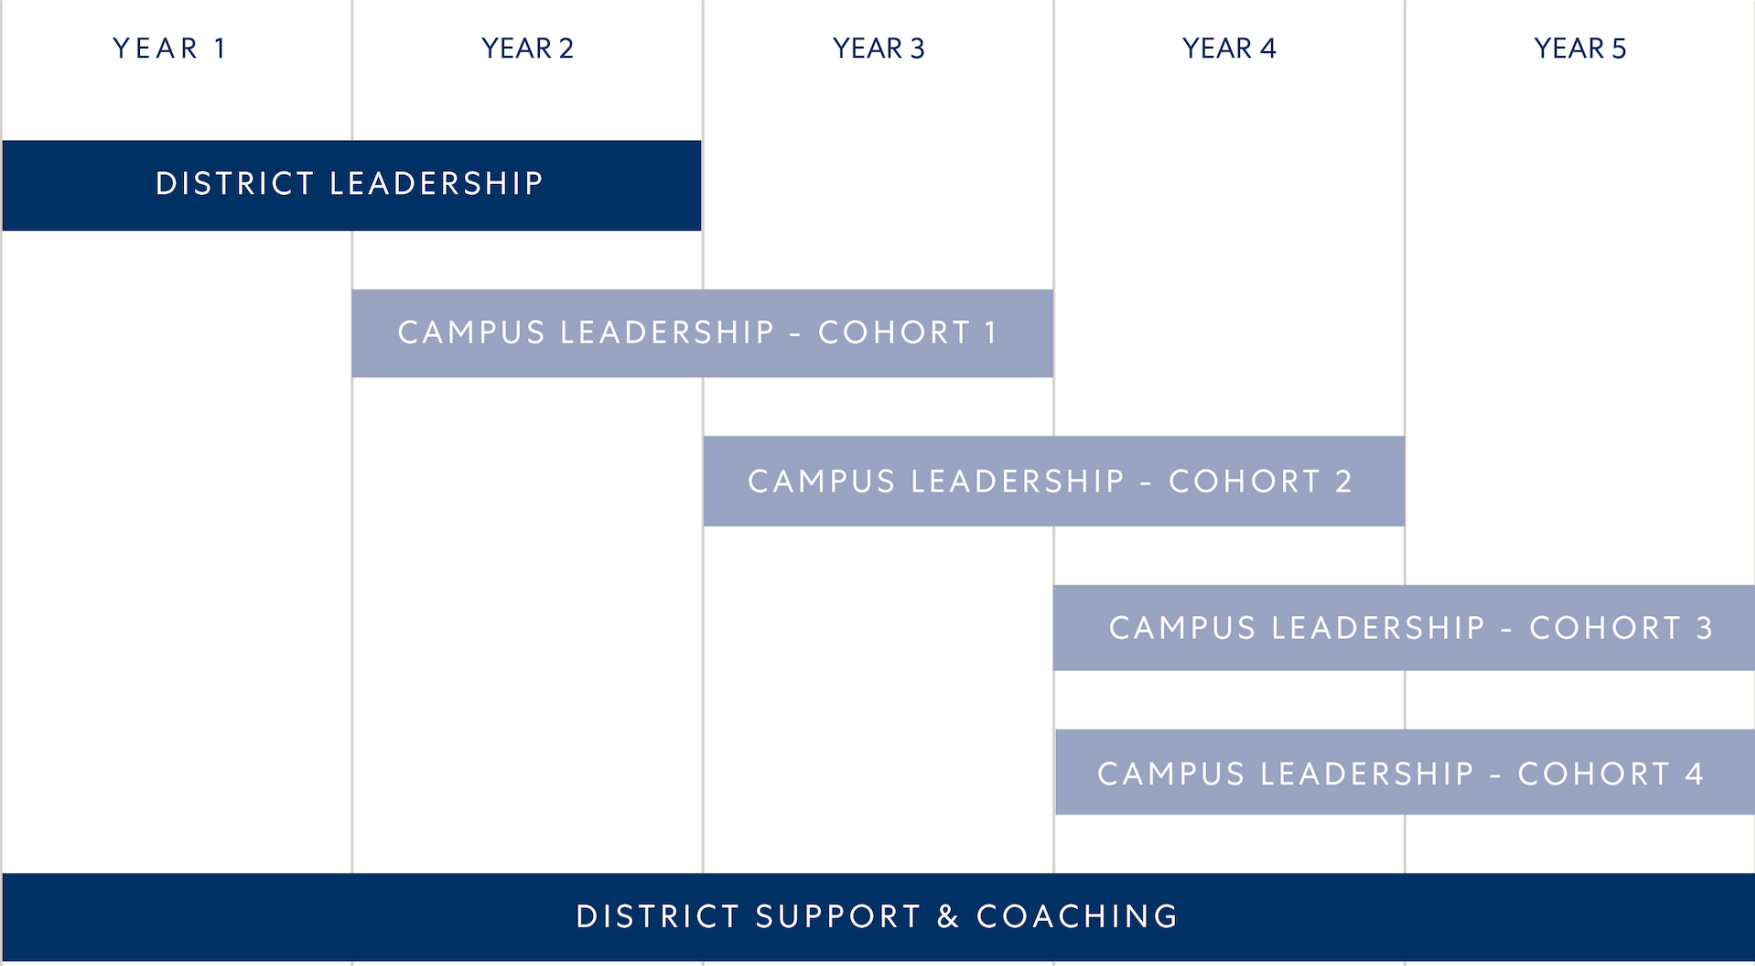 YEAR 1
YEAR 2
YEAR 3
YEAR 4
YEAR 5
DISTRICT LEADERSHIP
CAMPUS LEADERSHIP - COHORT 1
CAMPUS LEADERSHIP - COHORT 2
CAMPUS LEADERSHIP - COHORT 3
CAMPUS LEADERSHIP - COHORT 4
DISTRICT SUPPORT & COACHING